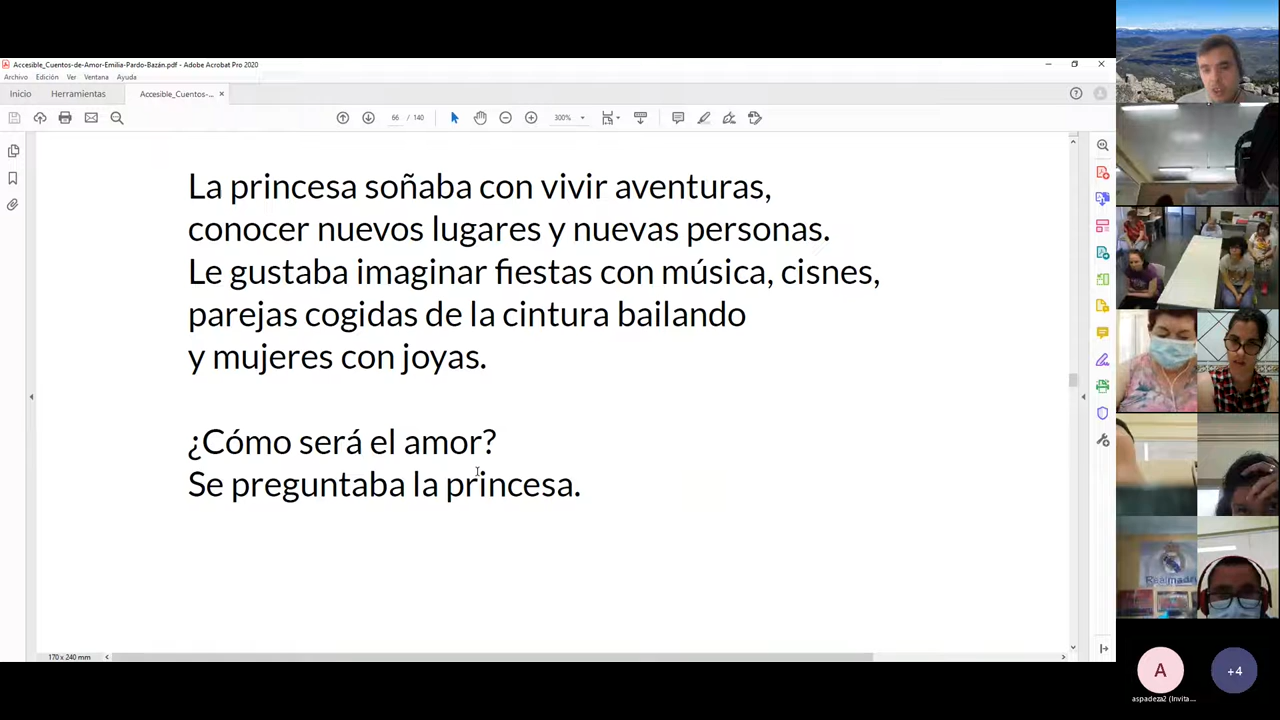 Accesible_Cuentos-de-Amor-Emilia-Pardo-Bazán.pdf - Adobe Acrobat Pro 2020
Archivo Edición Ver Ventana Ayuda
Inicio Herramientas Accesible_Cuentos-... ×
66 / 140 300%
La princesa soñaba con vivir aventuras,
conocer nuevos lugares y nuevas personas.
Le gustaba imaginar fiestas con música, cisnes,
parejas cogidas de la cintura bailando
y mujeres con joyas.
¿Cómo será el amor?
Se preguntaba la princesa.
170 x 240 mm
Realmadr
A
+4
aspadeza2 (Invita...